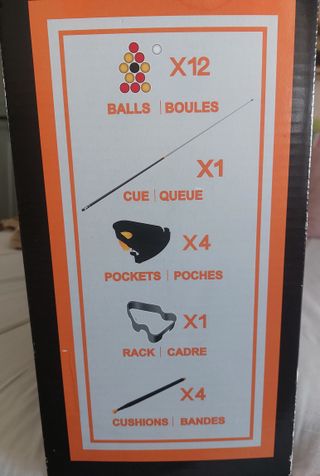 X12
BALLS | BOULES
X1
CUE | QUEUE
X4
POCKETS | POCHES
X1
RACK | CADRE
X4
CUSHIONS | BANDES